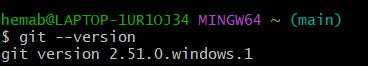 hemab@LAPTOP-1UR1OJ34 MINGW64 ~ (main)
$ git --version
git version 2.51.0.windows.1